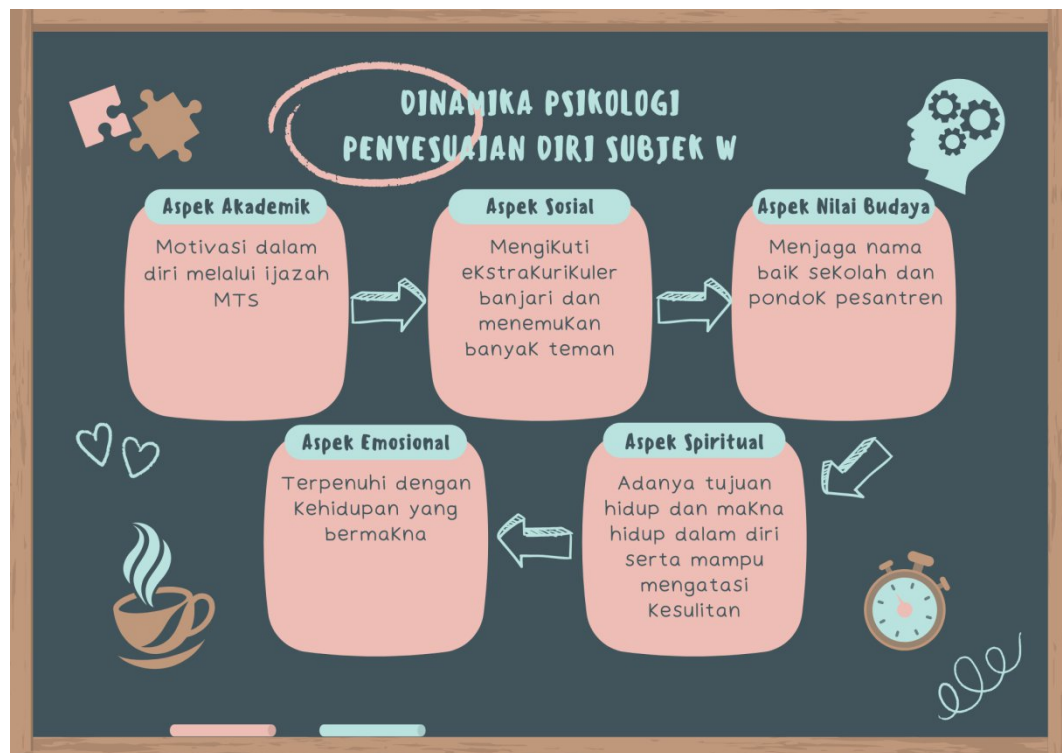 DINAMIKA PSIKOLOGI
PENYESUAIAN DIRI SUBJEK W
Aspek Akademik
Motivasi dalam
diri melalui ijazah
MTS
Aspek Sosial
Mengikuti
ekstrakurikuler
banjari dan
menemukan
banyak teman
Aspek Nilai Budaya
Menjaga nama
baik sekolah dan
pondok pesantren
Aspek Spiritual
Adanya tujuan
hidup dan makna
hidup dalam diri
serta mampu
mengatasi
kesulitan
Aspek Emosional
Terpenuhi dengan
kehidupan yang
bermakna